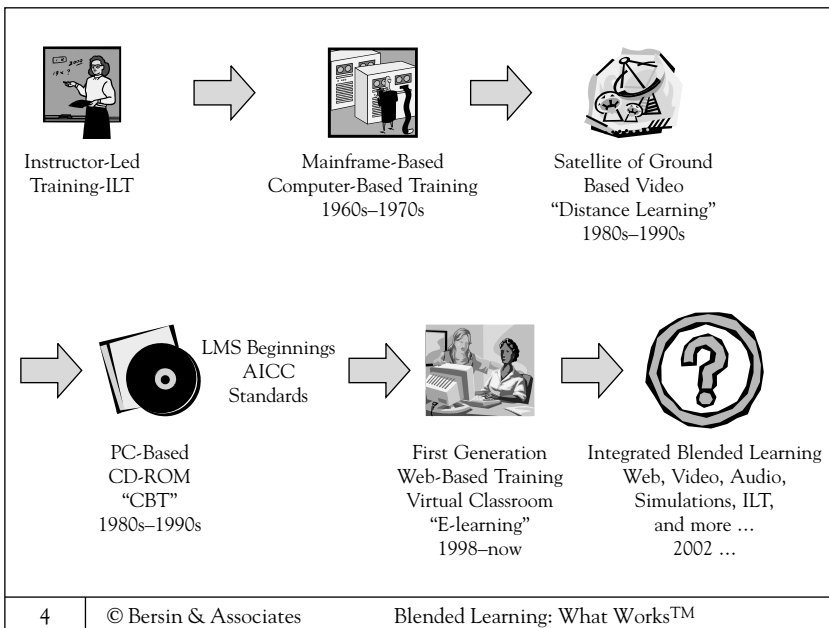 Instructor-Led
Training-ILT
Mainframe-Based
Computer-Based Training
1960s–1970s
Satellite of Ground
Based Video
“Distance Learning”
1980s–1990s
LMS Beginnings
AICC
Standards
PC-Based
CD-ROM
“CBT”
1980s–1990s
First Generation
Web-Based Training
Virtual Classroom
“E-learning”
1998–now
Integrated Blended Learning
Web, Video, Audio,
Simulations, ILT,
and more …
2002 …
4 © Bersin & Associates Blended Learning: What Works™